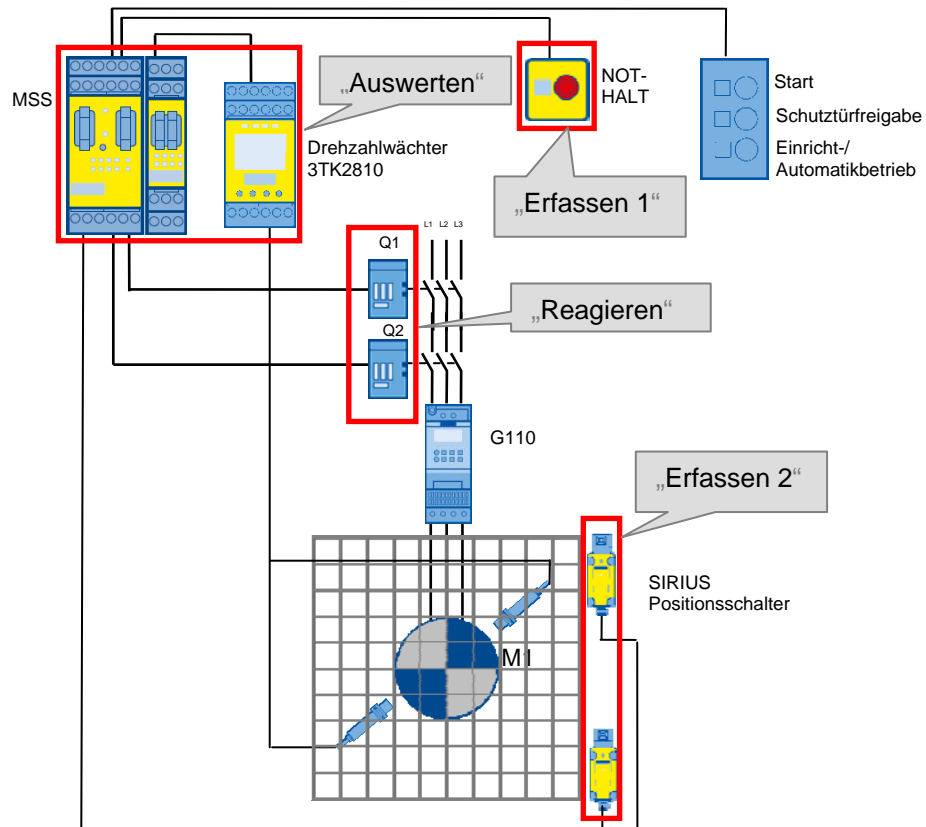 MSS
„Auswerten“
NOT-
HALT
Start
Schutztürfreigabe
Einricht-/
Automatikbetrieb
Drehzahlwächter
3TK2810
„Erfassen 1“
L1 L2 L3
Q1
„Reagieren“
Q2
G110
„Erfassen 2“
SIRIUS
Positionsschalter
M1